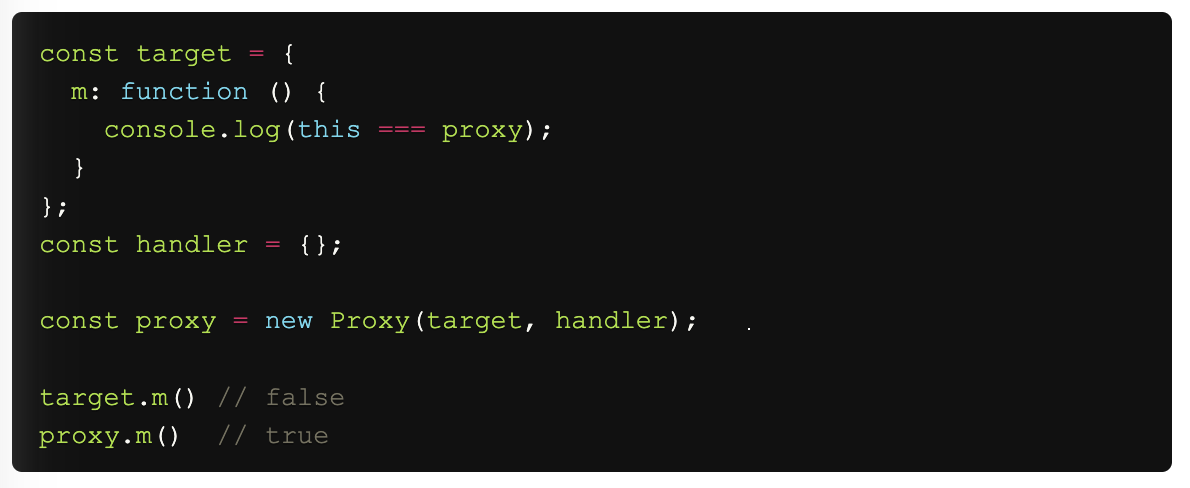 const target = {
  m: function () {
    console.log(this === proxy);
  }
};
const handler = {};

const proxy = new Proxy(target, handler);

target.m() // false
proxy.m()  // true